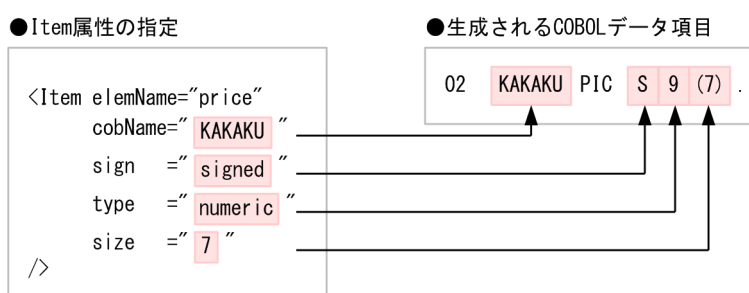 ●Item属性の指定
<Item elemName="price"
cobName=" KAKAKU "
sign =" signed "
type =" numeric "
size =" 7 "
/>
●生成されるCOBOLデータ項目
02 KAKAKU PIC S 9 (7) .